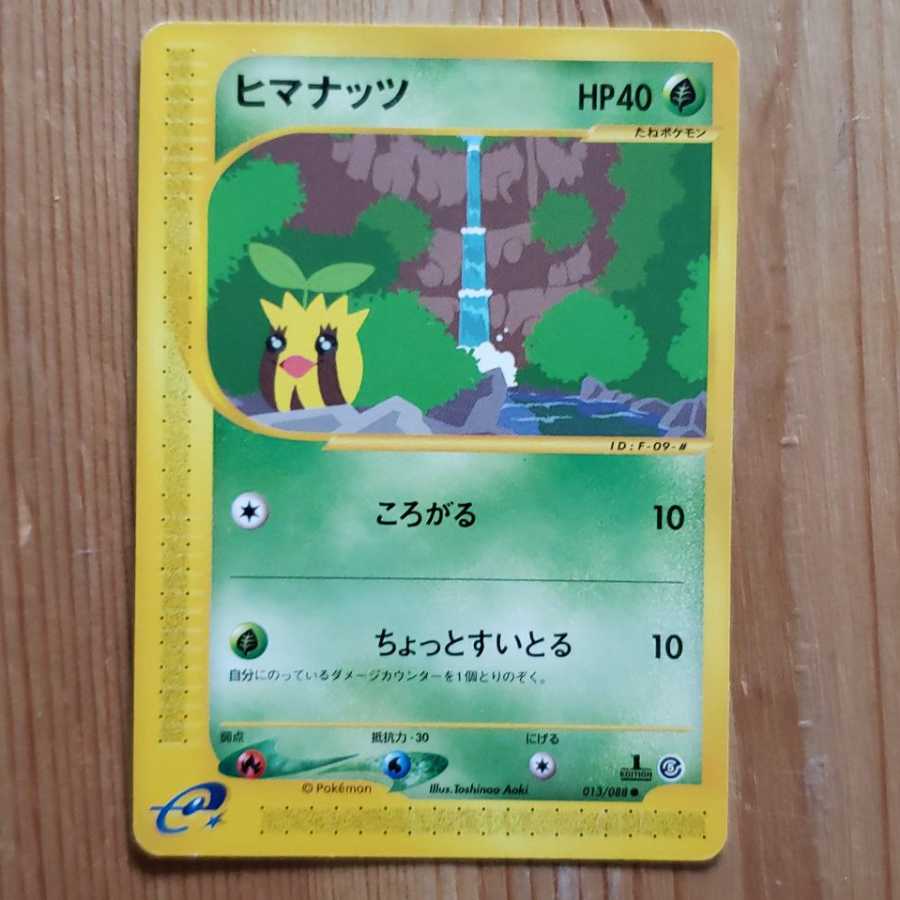 ヒマナッツ HP40
たねポケモン
ID:F-09-#
ころがる 10
ちょっとすいとる 10
自分にのっているダメージカウンターを1個とりのぞく。
弱点 抵抗力・30 にげる
1
EDITION
© Pokémon Illus. Toshinao Aoki 013/088
e